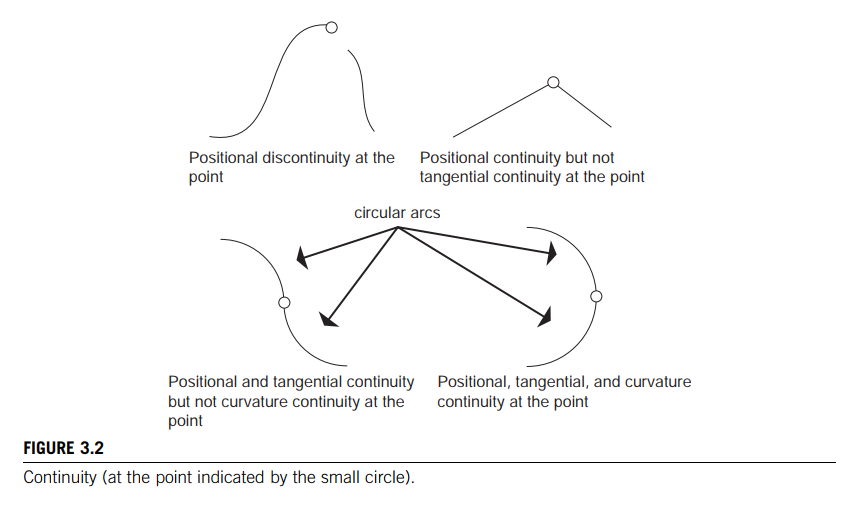 Positional discontinuity at the
point
Positional continuity but not
tangential continuity at the point
circular arcs
Positional and tangential continuity
but not curvature continuity at the
point
Positional, tangential, and curvature
continuity at the point
FIGURE 3.2
Continuity (at the point indicated by the small circle).